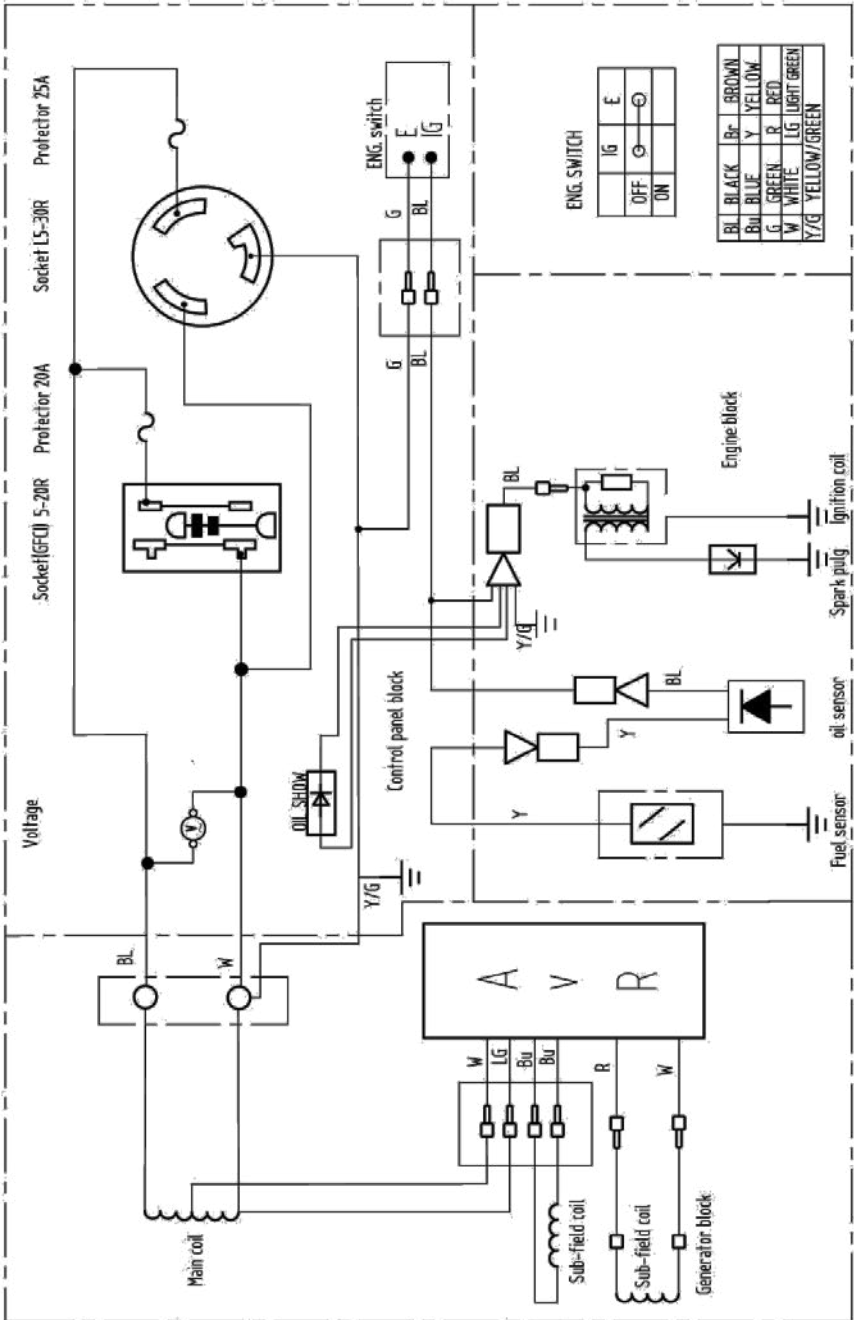 Voltage
Socket(GFCI) 5-20R
Protector 20A
Socket L5-30R
Protector 25A
BL
W
V
OIL SHOW
Y/G
Control panel block
G
BL
G
BL
ENG. switch
E
IG
Main coil
W
LG
Bu
Bu
R
W
A V R
Sub-field coil
Sub-field coil
Generator block
Y
Y
BL
Y/G
BL
Fuel sensor
oil sensor
Spark pulg
Ignition coil
Engine block
ENG. SWITCH
IG E
OFF
ON
BL BLACK Br BROWN
Bu BLUE Y YELLOW
G GREEN R RED
W WHITE LG LIGHT GREEN
Y/G YELLOW/GREEN